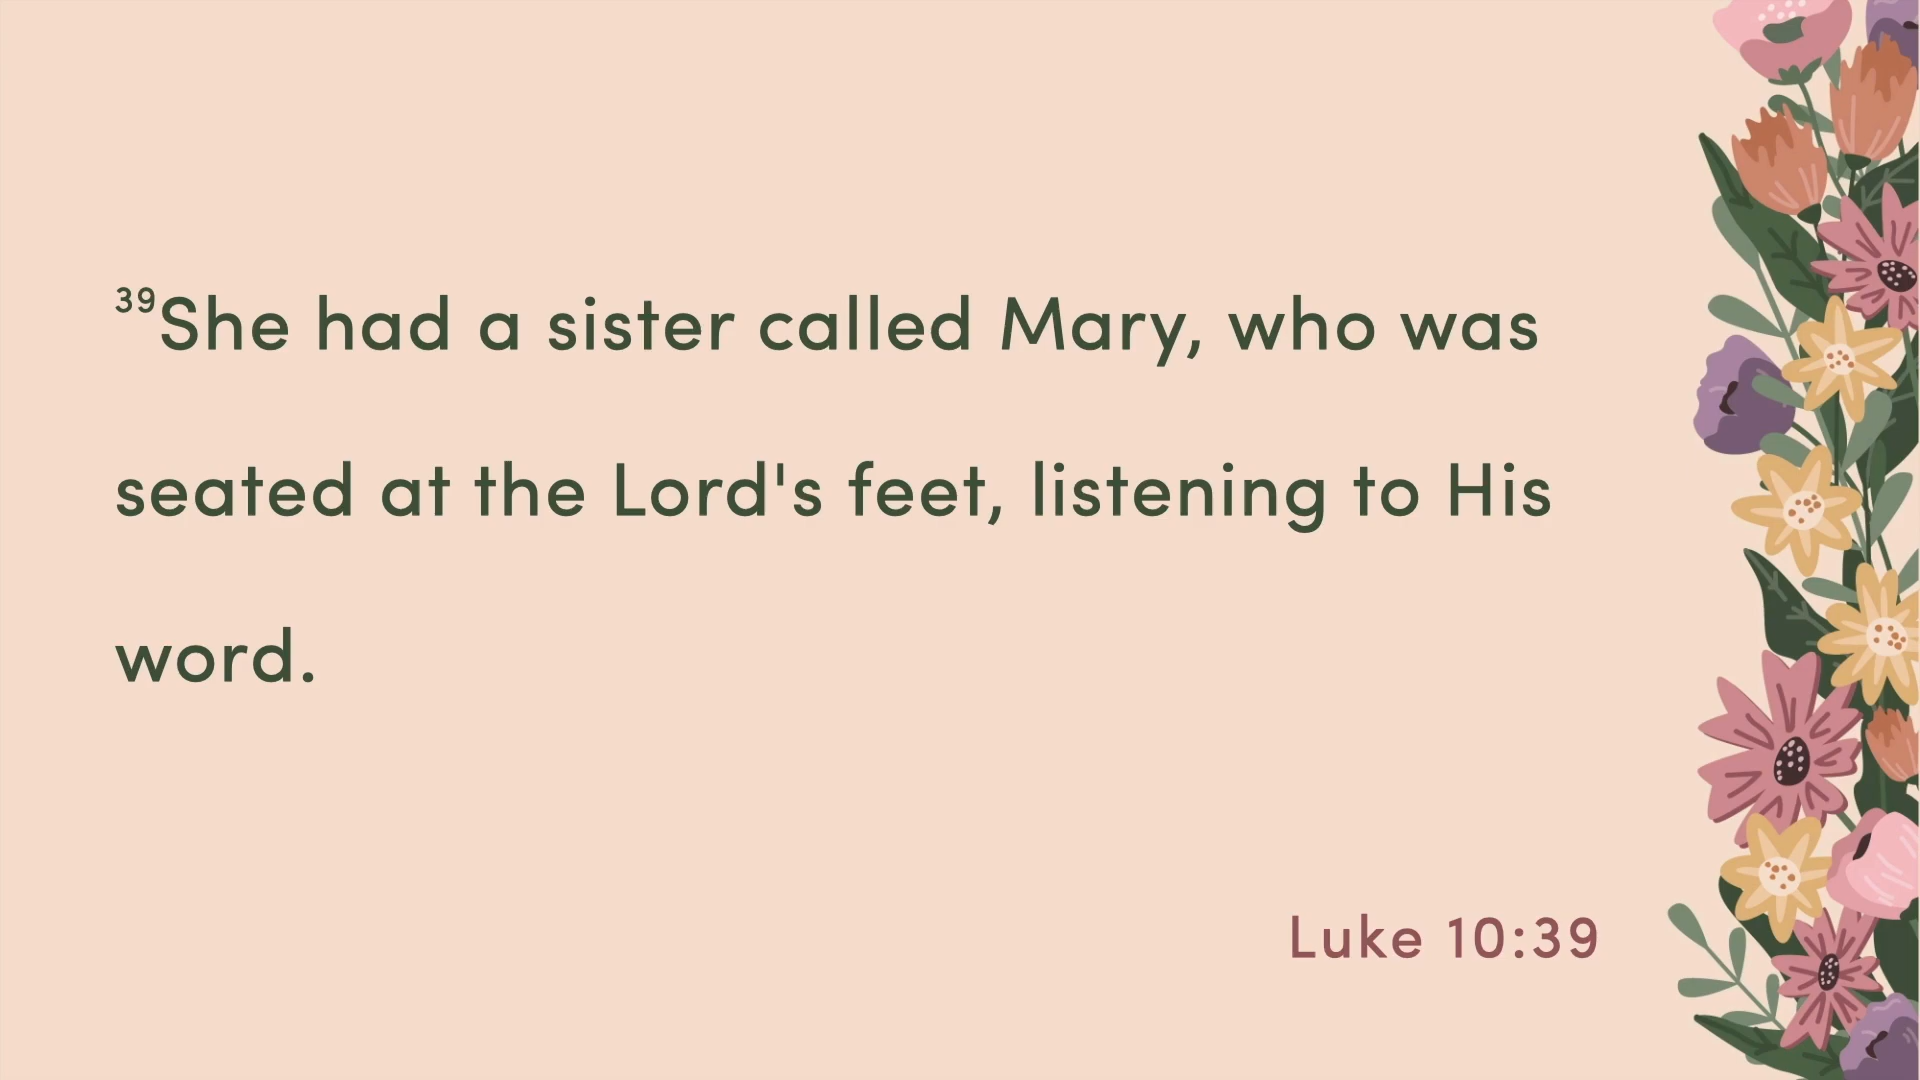 ³⁹She had a sister called Mary, who was
seated at the Lord's feet, listening to His
word.
Luke 10:39